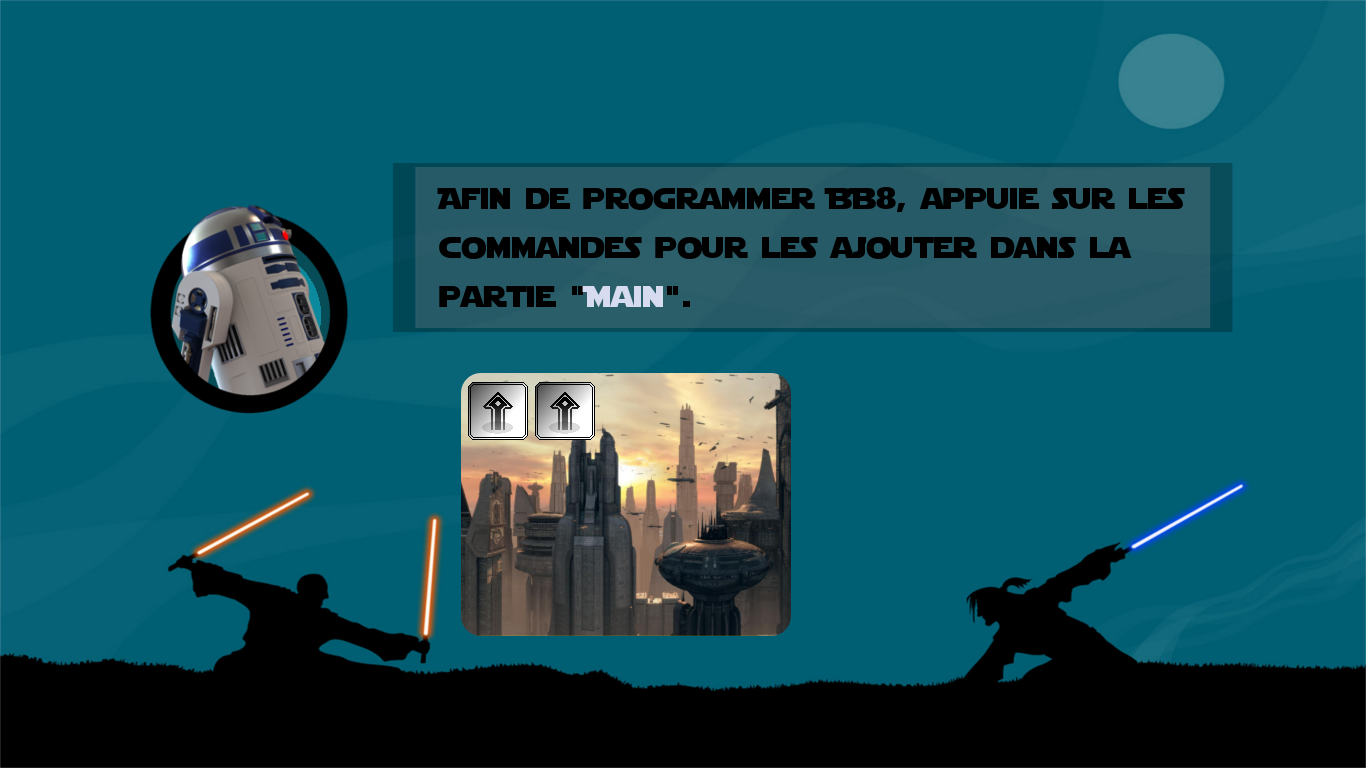 Afin de programmer BB8, appuie sur les
commandes pour les ajouter dans la
partie "MAIN".